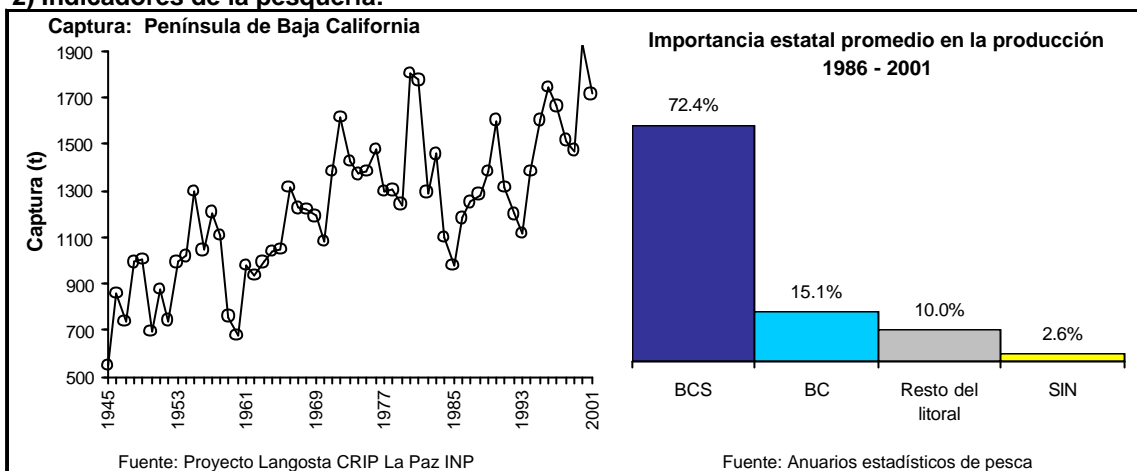 2) Indicadores de la pesquería:
Captura: Península de Baja California
1900
1700
1500
1300
1100
900
700
500
Captura (t)
1945
1953
1961
1969
1977
1985
1993
2001
Fuente: Proyecto Langosta CRIP La Paz INP
Importancia estatal promedio en la producción
1986 - 2001
72.4%
15.1%
10.0%
2.6%
BCS
BC
Resto del
litoral
SIN
Fuente: Anuarios estadísticos de pesca